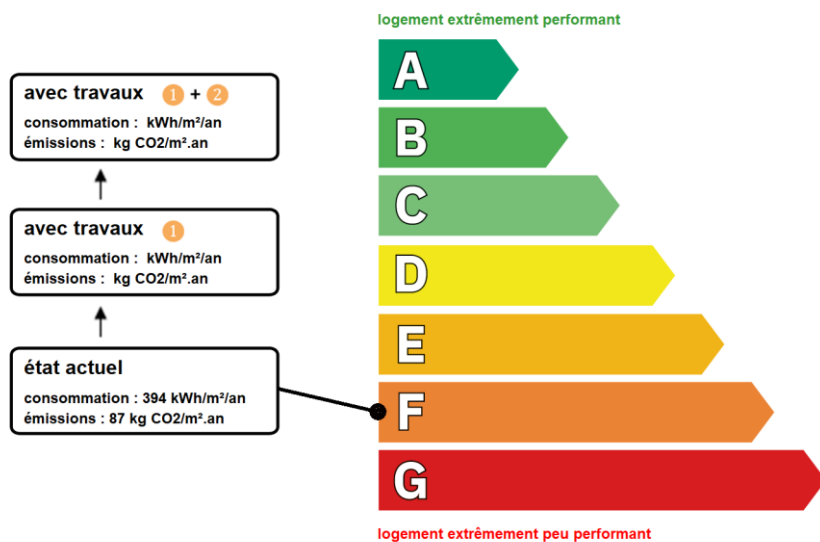 logement extrêmement performant
avec travaux 1 + 2
consommation : kWh/m²/an
émissions : kg CO2/m².an
avec travaux 1
consommation : kWh/m²/an
émissions : kg CO2/m².an
état actuel
consommation : 394 kWh/m²/an
émissions : 87 kg CO2/m².an
A
B
C
D
E
F
G
logement extrêmement peu performant